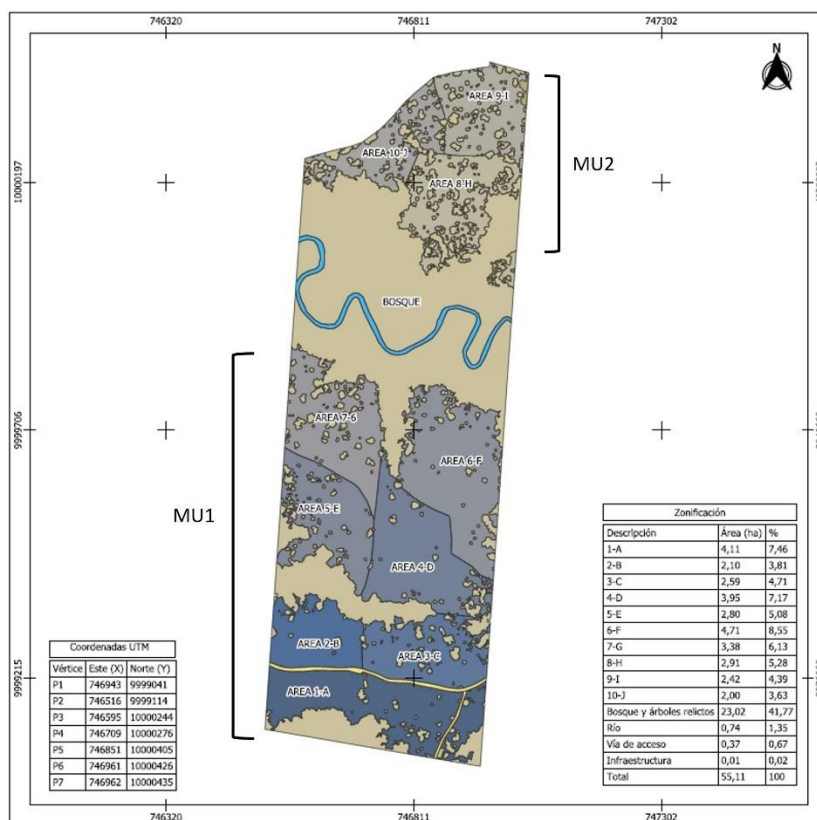 746320 746811 747302
N
AREA 9-I
AREA 10-J
MU2
AREA 8-H
10000197
BOSQUE
AREA 7-6
9999706
AREA 6-F
MU1
AREA 5-E
AREA 4-D
AREA 2-B
AREA 3-C
9999215
AREA 1-A
Zonificación
Descripción Área (ha) %
1-A 4,11 7,46
2-B 2,10 3,81
3-C 2,59 4,71
4-D 3,95 7,17
5-E 2,80 5,08
6-F 4,71 8,55
7-G 3,38 6,13
8-H 2,91 5,28
9-I 2,42 4,39
10-J 2,00 3,63
Bosque y árboles relictos 23,02 41,77
Río 0,74 1,35
Vía de acceso 0,37 0,67
Infraestructura 0,01 0,02
Total 55,11 100
Coordenadas UTM
Vértice Este (X) Norte (Y)
P1 746943 9999041
P2 746516 9999114
P3 746595 10000244
P4 746709 10000276
P5 746851 10000405
P6 746961 10000426
P7 746962 10000435
746320 746811 747302